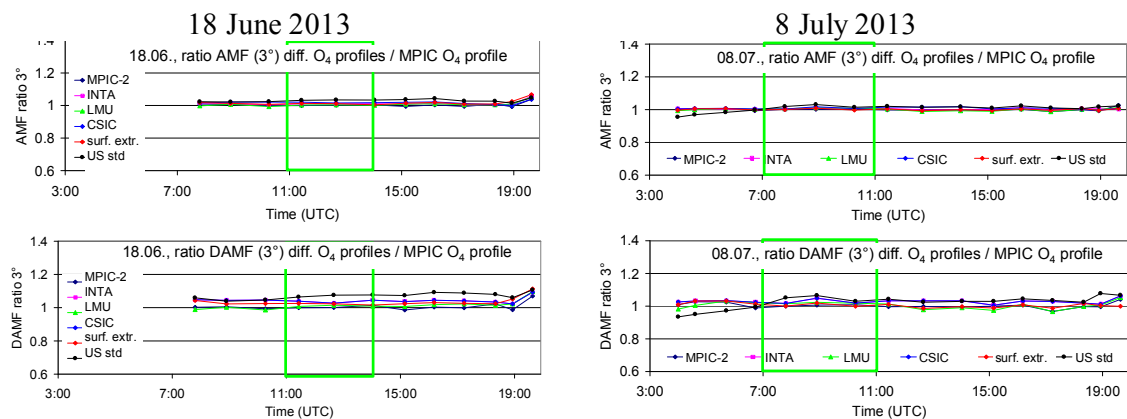 18 June 2013
8 July 2013
1.4
18.06., ratio AMF (3°) diff. O₄ profiles / MPIC O₄ profile
1.2
1
0.8
0.6
AMF ratio 3°
MPIC-2
INTA
LMU
CSIC
surf. extr.
US std
3:00 7:00 11:00 15:00 19:00
Time (UTC)
1.4
08.07., ratio AMF (3°) diff. O₄ profiles / MPIC O₄ profile
1.2
1
0.8
0.6
AMF ratio 3°
MPIC-2 NTA LMU CSIC surf. extr. US std
3:00 7:00 11:00 15:00 19:00
Time (UTC)
1.4
18.06., ratio DAMF (3°) diff. O₄ profiles / MPIC O₄ profile
1.2
1
0.8
0.6
DAMF ratio 3°
MPIC-2
INTA
LMU
CSIC
surf. extr.
US std
3:00 7:00 11:00 15:00 19:00
Time (UTC)
1.4
08.07., ratio DAMF (3°) diff. O₄ profiles / MPIC O₄ profile
1.2
1
0.8
0.6
DAMF ratio 3°
MPIC-2 INTA LMU CSIC surf. extr. US std
3:00 7:00 11:00 15:00 19:00
Time (UTC)